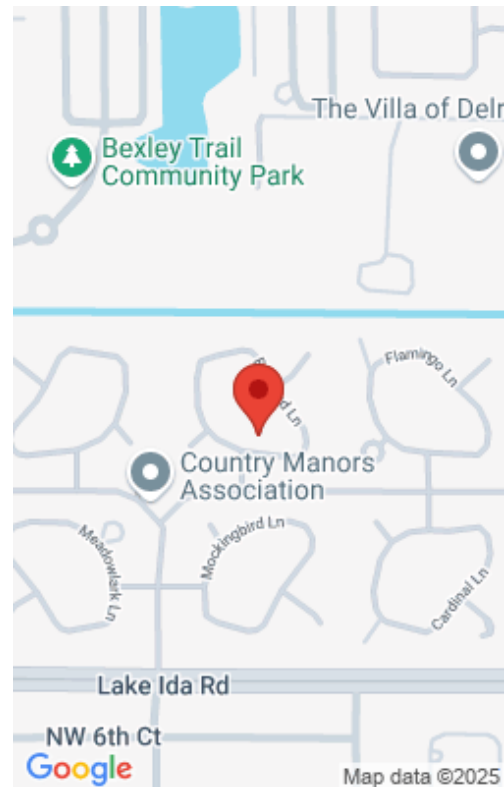 The Villa of Delr
Bexley Trail
Community Park
Flamingo Ln
Country Manors
Association
Mockingbird Ln
Meadowlark Ln
Cardinal Ln
Lake Ida Rd
NW 6th Ct
Google
Map data ©2025